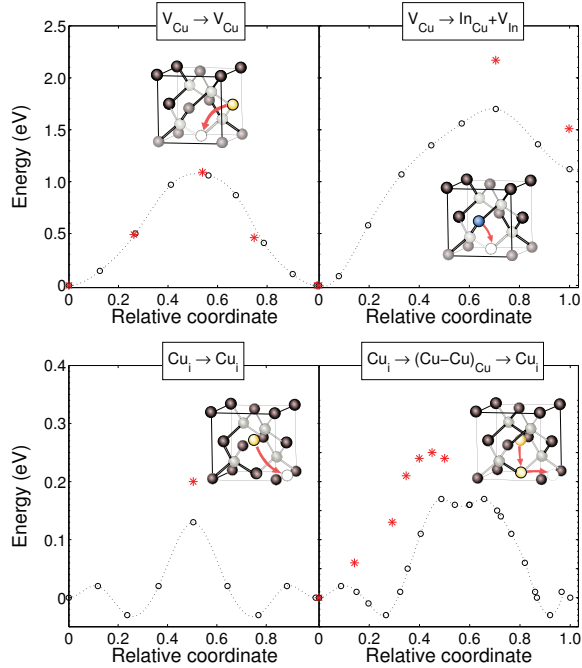 V_Cu → V_Cu
V_Cu → In_Cu+V_In
2.5
2.0
1.5
1.0
0.5
0
Energy (eV)
0 0.2 0.4 0.6 0.8 0 0.2 0.4 0.6 0.8 1.0
Relative coordinate Relative coordinate
Cu_i → Cu_i
Cu_i → (Cu−Cu)_Cu → Cu_i
0.4
0.3
0.2
0.1
0
Energy (eV)
0 0.2 0.4 0.6 0.8 0 0.2 0.4 0.6 0.8 1.0
Relative coordinate Relative coordinate